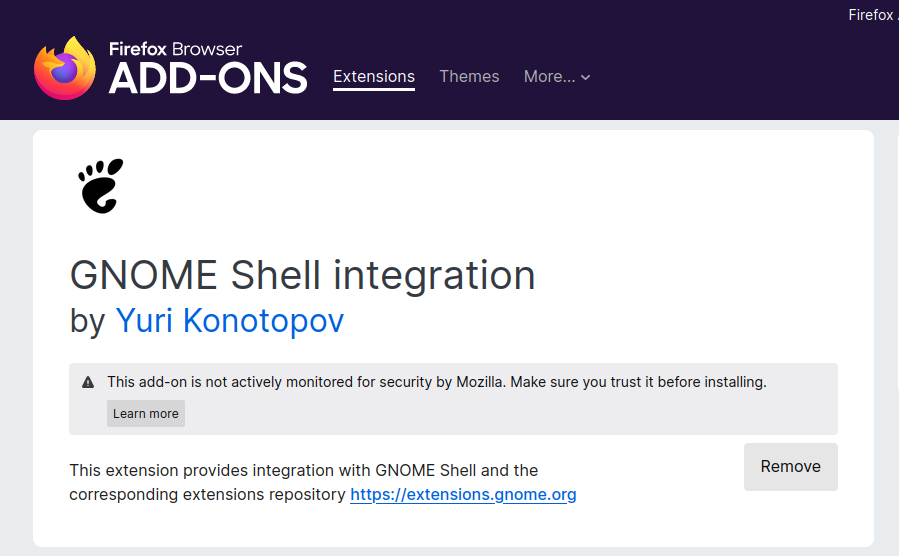 Firefox
Firefox Browser
ADD-ONS
Extensions Themes More...
GNOME Shell integration
by Yuri Konotopov
This add-on is not actively monitored for security by Mozilla. Make sure you trust it before installing.
Learn more
This extension provides integration with GNOME Shell and the
corresponding extensions repository https://extensions.gnome.org
Remove